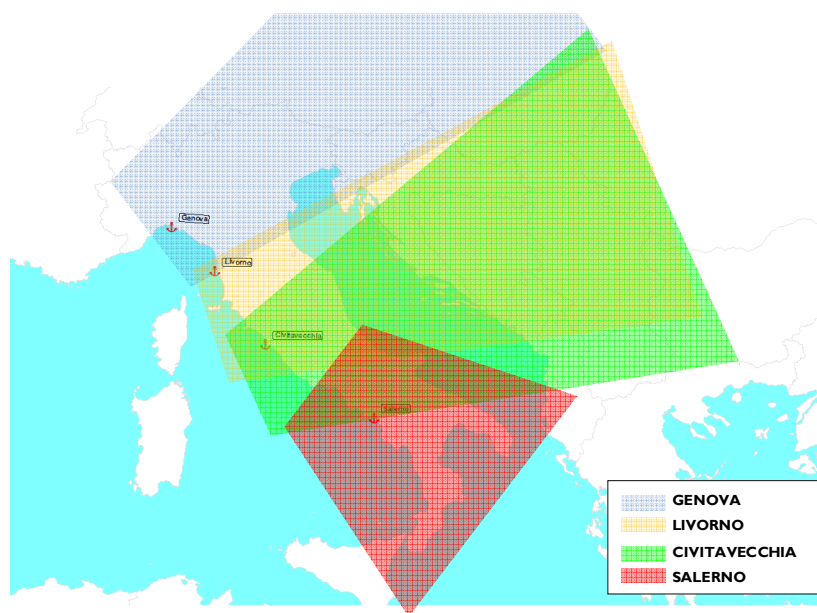 Genova
Livorno
Civitavecchia
Salerno
GENOVA
LIVORNO
CIVITAVECCHIA
SALERNO